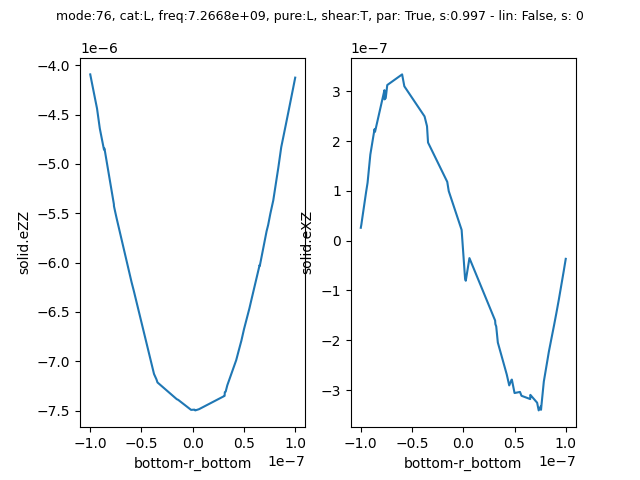 mode:76, cat:L, freq:7.2668e+09, pure:L, shear:T, par: True, s:0.997 - lin: False, s: 0
1e−6
−4.0
−4.5
−5.0
−5.5
−6.0
−6.5
−7.0
−7.5
solid.eZZ
−1.0
−0.5
0.0
0.5
1.0
bottom-r_bottom
1e−7
1e−7
3
2
1
0
−1
−2
−3
solid.eXZ
−1.0
−0.5
0.0
0.5
1.0
bottom-r_bottom
1e−7